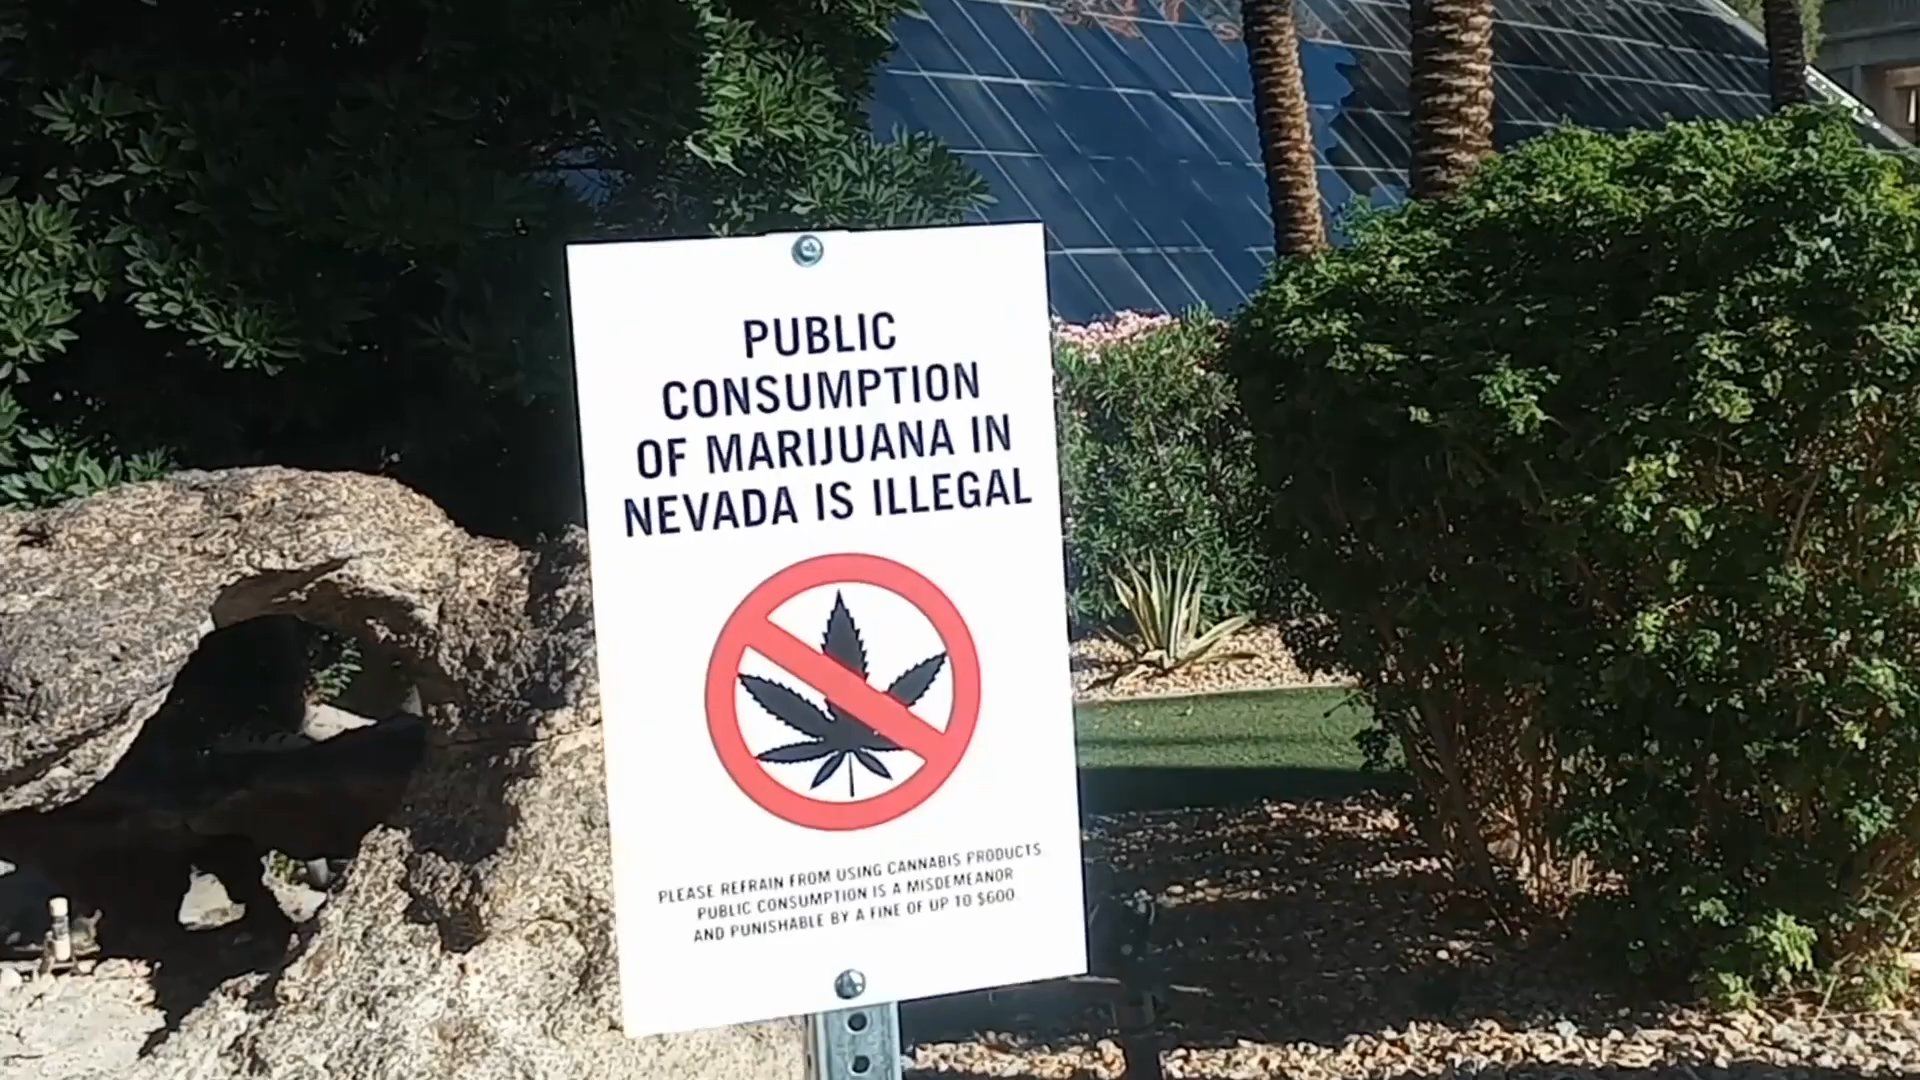 PUBLIC
CONSUMPTION
OF MARIJUANA IN
NEVADA IS ILLEGAL
PLEASE REFRAIN FROM USING CANNABIS PRODUCTS
PUBLIC CONSUMPTION IS A MISDEMEANOR
AND PUNISHABLE BY A FINE OF UP TO $600